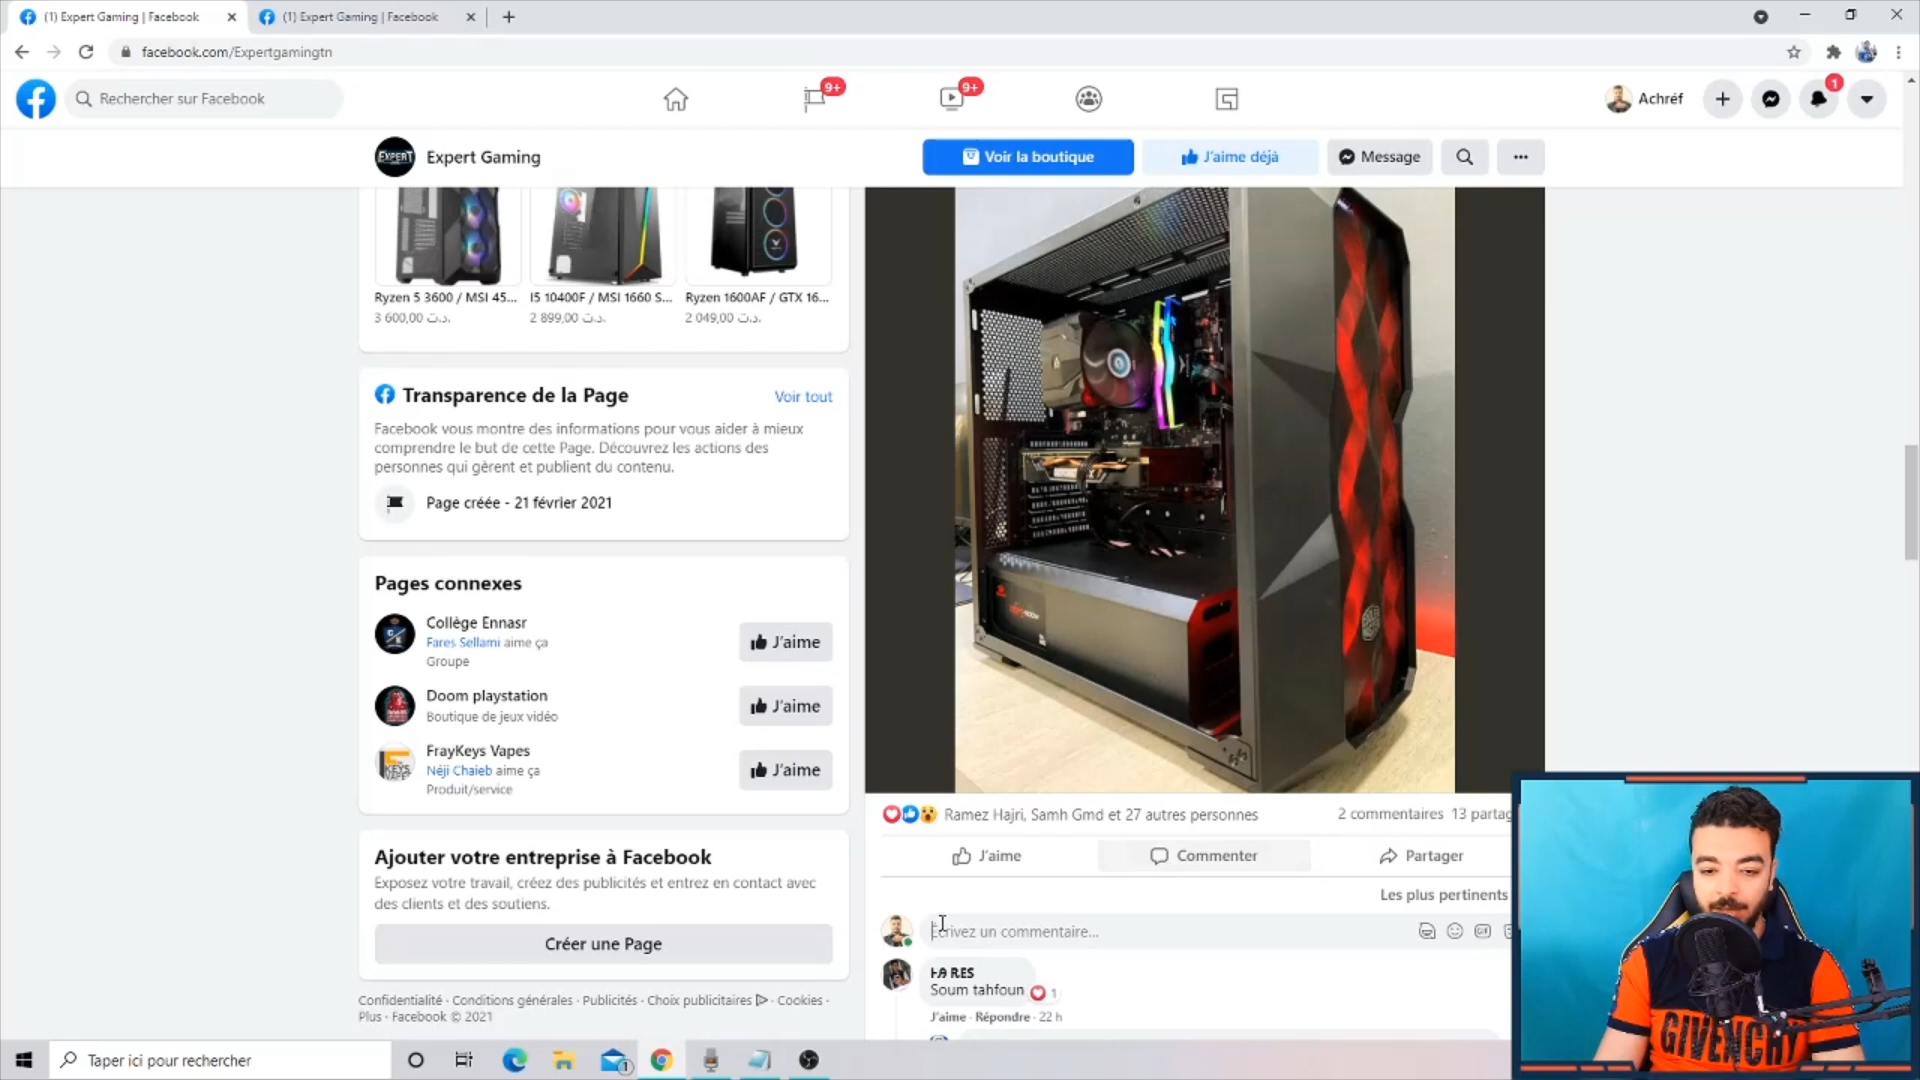 (1) Expert Gaming | Facebook
(1) Expert Gaming | Facebook
facebook.com/Expertgamingtn
Rechercher sur Facebook
9+
9+
Achréf
1
EXPERT
Expert Gaming
Voir la boutique
J'aime déjà
Message
Ryzen 5 3600 / MSI 45...
I5 10400F / MSI 1660 S...
Ryzen 1600AF / GTX 16...
3 600,00 د.ت.
2 899,00 د.ت.
2 049,00 د.ت.
Transparence de la Page
Voir tout
Facebook vous montre des informations pour vous aider à mieux
comprendre le but de cette Page. Découvrez les actions des
personnes qui gèrent et publient du contenu.
Page créée - 21 février 2021
Pages connexes
Collège Ennasr
Fares Sellami aime ça
Groupe
J'aime
Doom playstation
Boutique de jeux vidéo
J'aime
FrayKeys Vapes
Néji Chaieb aime ça
Produit/service
J'aime
Ajouter votre entreprise à Facebook
Exposez votre travail, créez des publicités et entrez en contact avec
des clients et des soutiens.
Créer une Page
Confidentialité · Conditions générales · Publicités · Choix publicitaires · Cookies ·
Plus · Facebook © 2021
Ramez Hajri, Samh Gmd et 27 autres personnes
2 commentaires 13 partag
J'aime
Commenter
Partager
Les plus pertinents
Écrivez un commentaire...
GIF
Soum tahfoun
1
J'aime · Répondre · 22 h
Taper ici pour rechercher
1
GIVENCHY